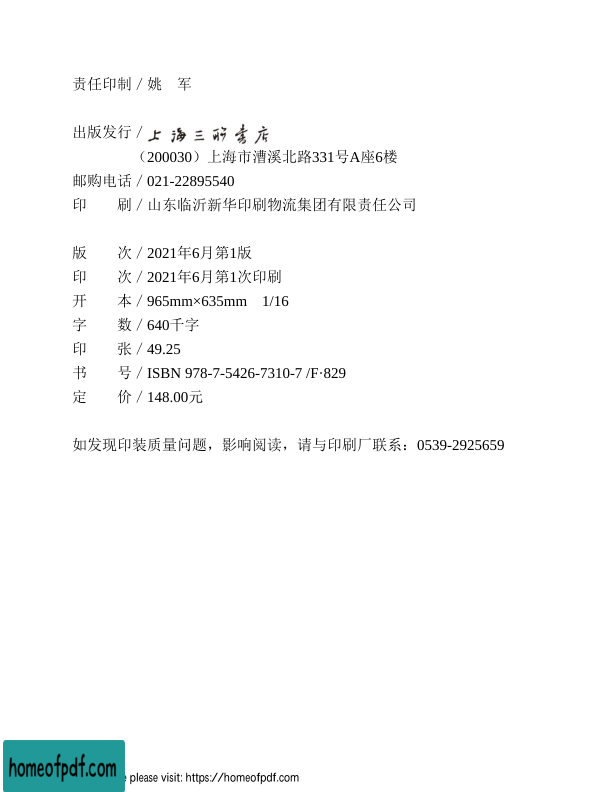 责任印制／姚　军
出版发行／上海三联書店
（200030）上海市漕溪北路331号A座6楼
邮购电话／021-22895540
印　　刷／山东临沂新华印刷物流集团有限责任公司
版　　次／2021年6月第1版
印　　次／2021年6月第1次印刷
开　　本／965mm×635mm　1/16
字　　数／640千字
印　　张／49.25
书　　号／ISBN 978-7-5426-7310-7 /F·829
定　　价／148.00元
如发现印装质量问题，影响阅读，请与印刷厂联系：0539-2925659
homeofpdf.com
please visit: https://homeofpdf.com